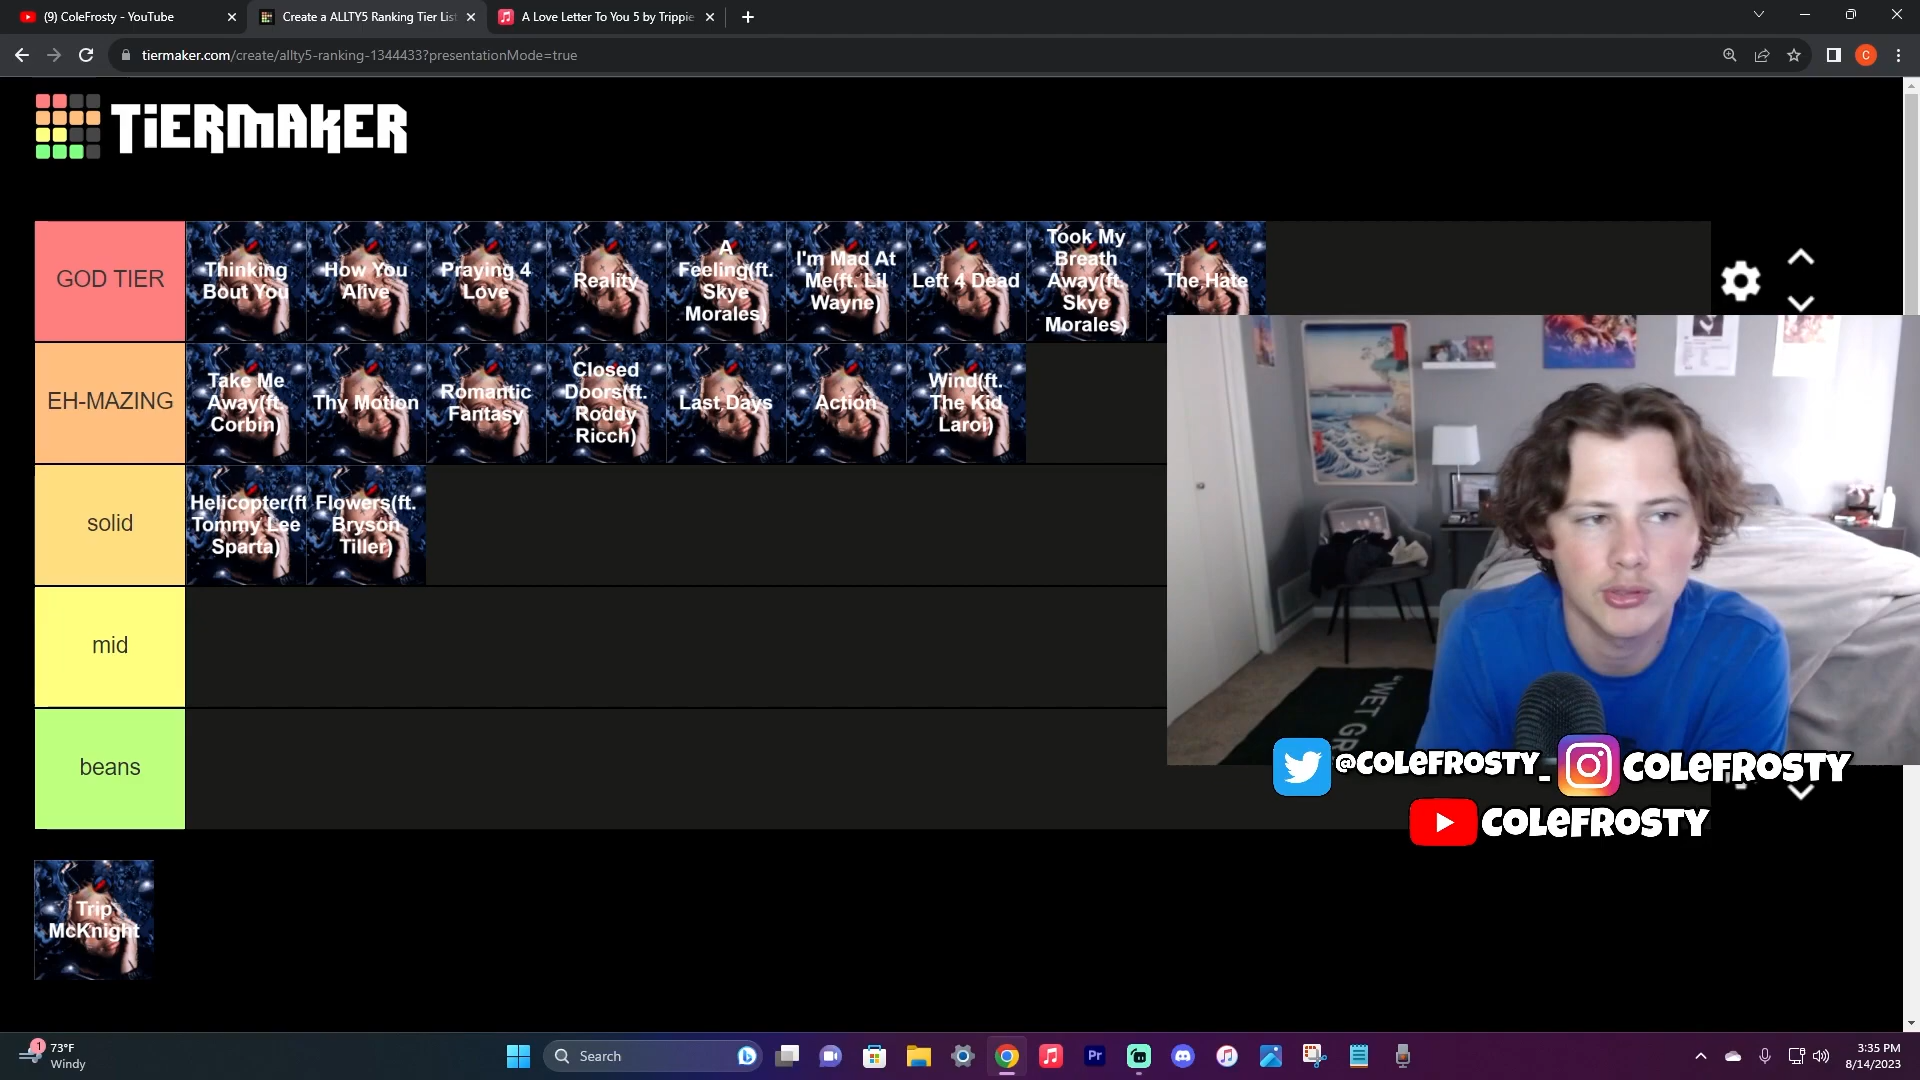 (9) ColeFrosty - YouTube
Create a ALLTY5 Ranking Tier List
A Love Letter To You 5 by Trippie
tiermaker.com/create/allty5-ranking-1344433?presentationMode=true
C
TiERMAKER
GOD TIER
Thinking
Bout You
How You
Alive
Praying 4
Love
Reality
A
Feeling(ft.
Skye
Morales)
I'm Mad At
Me(ft. Lil
Wayne)
Left 4 Dead
Took My
Breath
Away(ft.
Skye
Morales)
The Hate
EH-MAZING
Take Me
Away(ft.
Corbin)
Thy Motion
Romantic
Fantasy
Closed
Doors(ft.
Roddy
Ricch)
Last Days
Action
Wind(ft.
The Kid
Laroi)
solid
Helicopter(ft
Tommy Lee
Sparta)
Flowers(ft.
Bryson
Tiller)
mid
beans
"WET GR
@COLEFROSTY_
COLEFROSTY
COLEFROSTY
Trip
McKnight
1
73°F
Windy
Search
Pr
3:35 PM
8/14/2023